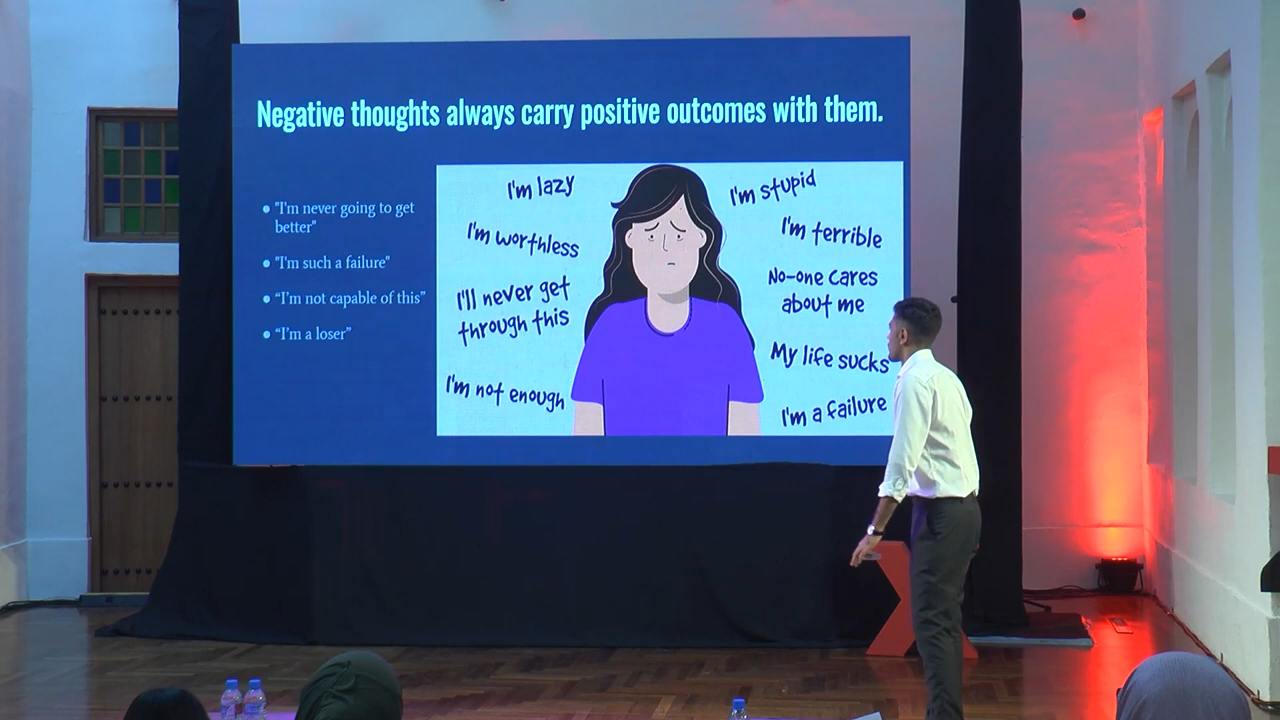 Negative thoughts always carry positive outcomes with them.
• "I'm never going to get
better"
• "I'm such a failure"
• “I’m not capable of this”
• “I’m a loser”
I'm lazy
I'm worthless
I'll never get
through this
I'm not enough
I'm stupid
I'm terrible
No-one cares
about me
My life sucks
I'm a failure
X